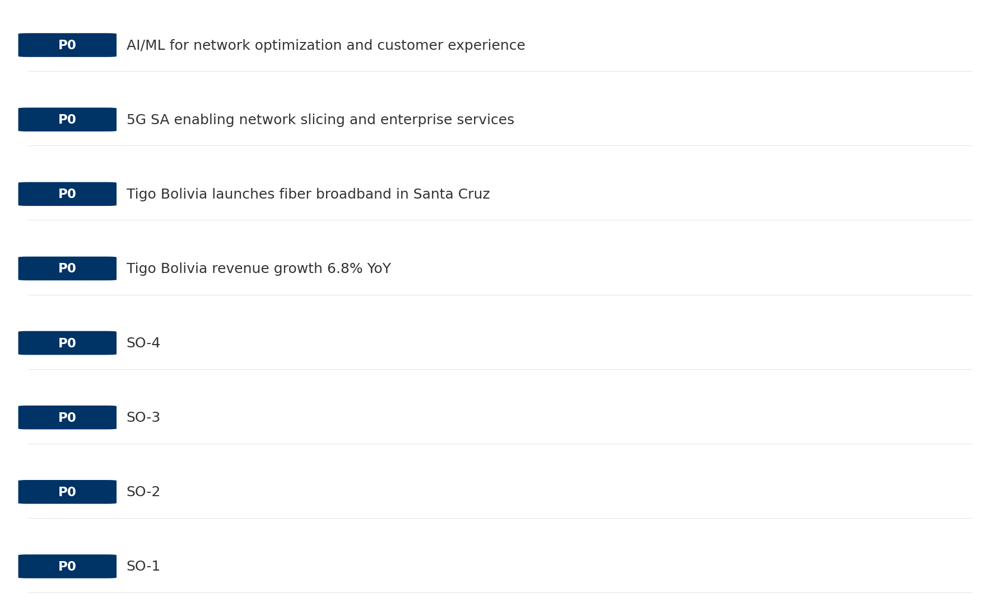 P0 AI/ML for network optimization and customer experience
P0 5G SA enabling network slicing and enterprise services
P0 Tigo Bolivia launches fiber broadband in Santa Cruz
P0 Tigo Bolivia revenue growth 6.8% YoY
P0 SO-4
P0 SO-3
P0 SO-2
P0 SO-1